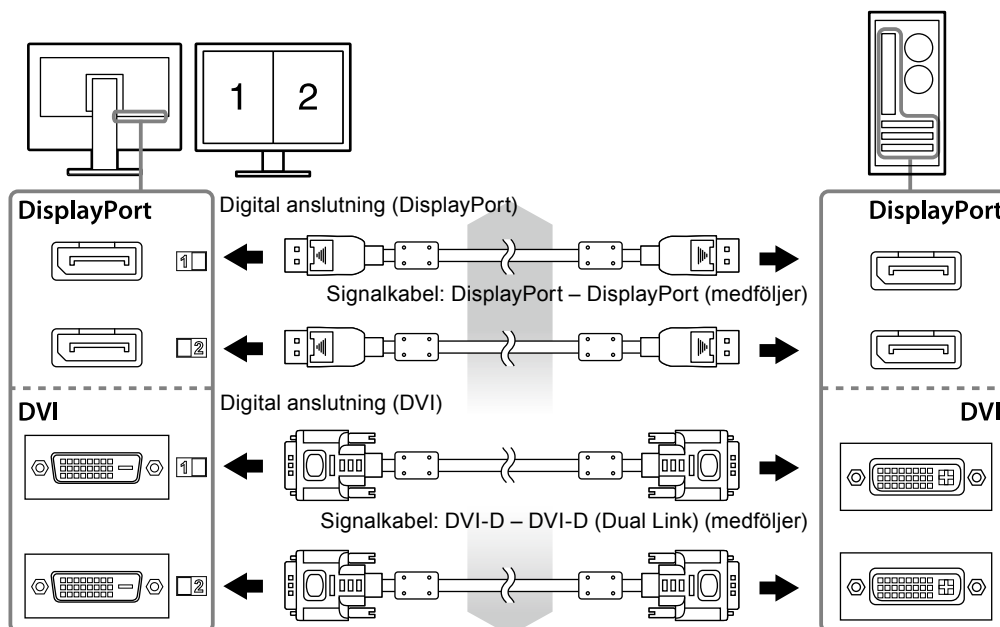 1 2
DisplayPort
Digital anslutning (DisplayPort)
DisplayPort
1
Signalkabel: DisplayPort – DisplayPort (medföljer)
2
DVI
Digital anslutning (DVI)
DVI
1
Signalkabel: DVI-D – DVI-D (Dual Link) (medföljer)
2